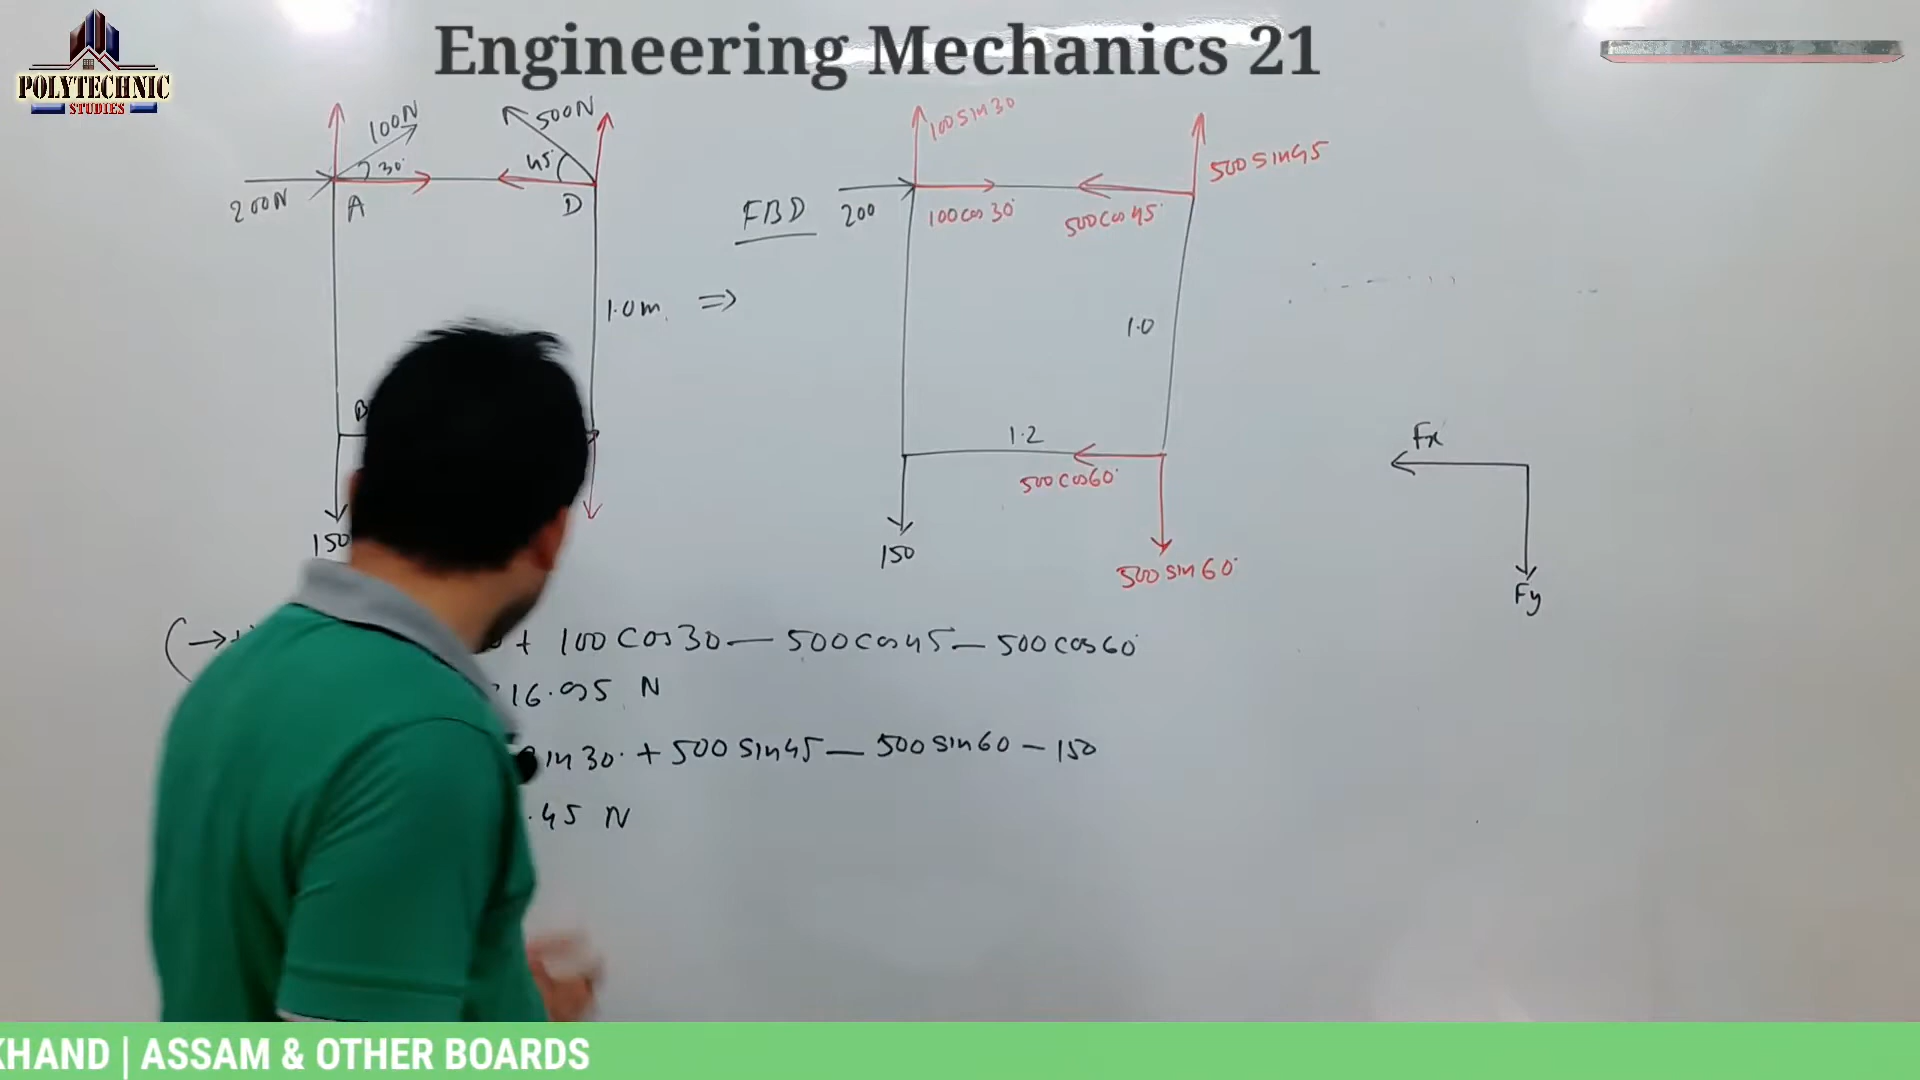 Engineering Mechanics 21
POLYTECHNIC
STUDIES
100N
30°
200N
A
500N
45°
D
1.0m
⇒
B
150
FBD
100 sin 30
500 sin 45
200
100 cos 30°
500 cos 45°
1.0
1.2
500 cos 60°
150
500 sin 60°
Fx
Fy
+ 100 cos 30 — 500 cos 45 — 500 cos 60°
16.95 N
in 30° + 500 sin 45 — 500 sin 60 - 150
.45 N
KHAND | ASSAM & OTHER BOARDS